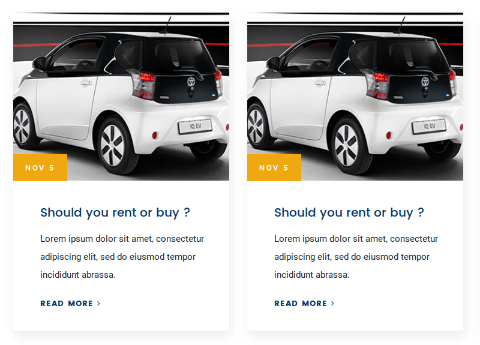 NOV 5
Should you rent or buy ?
Lorem ipsum dolor sit amet, consectetur
adipiscing elit, sed do eiusmod tempor
incididunt abrassa.
READ MORE >
NOV 5
Should you rent or buy ?
Lorem ipsum dolor sit amet, consectetur
adipiscing elit, sed do eiusmod tempor
incididunt abrassa.
READ MORE >